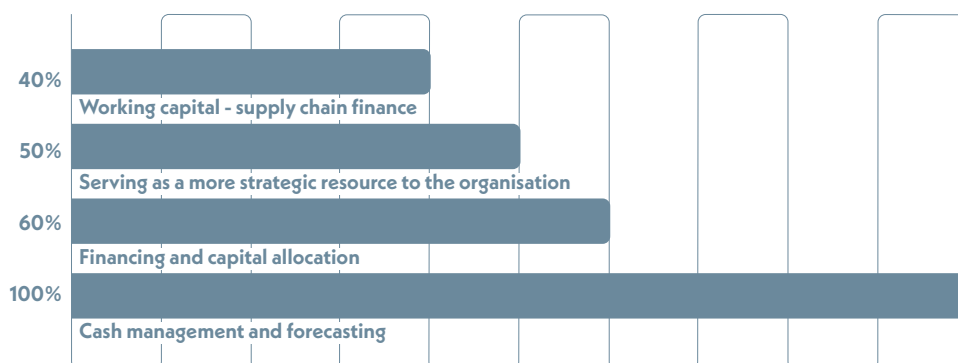 40%
Working capital - supply chain finance
50%
Serving as a more strategic resource to the organisation
60%
Financing and capital allocation
100%
Cash management and forecasting